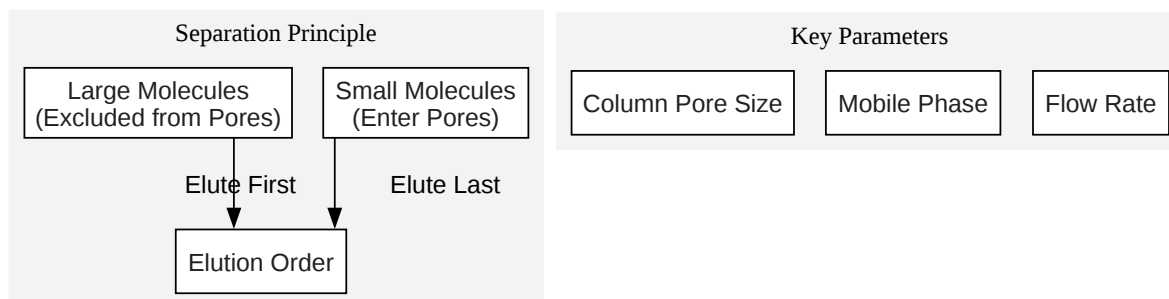 Separation Principle
Large Molecules
(Excluded from Pores)
Small Molecules
(Enter Pores)
Elute First
Elute Last
Elution Order
Key Parameters
Column Pore Size
Mobile Phase
Flow Rate